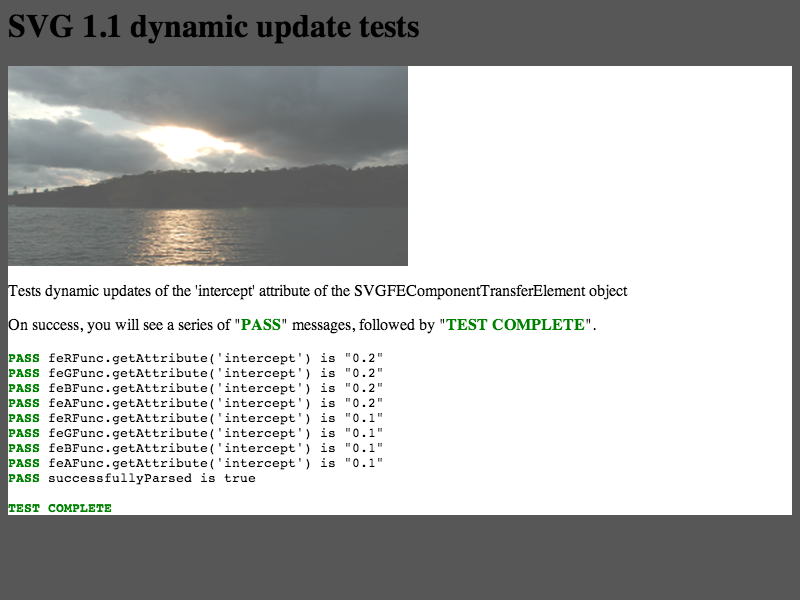 SVG 1.1 dynamic update tests
Tests dynamic updates of the 'intercept' attribute of the SVGFEComponentTransferElement object
On success, you will see a series of "PASS" messages, followed by "TEST COMPLETE".
PASS feRFunc.getAttribute('intercept') is "0.2"
PASS feGFunc.getAttribute('intercept') is "0.2"
PASS feBFunc.getAttribute('intercept') is "0.2"
PASS feAFunc.getAttribute('intercept') is "0.2"
PASS feRFunc.getAttribute('intercept') is "0.1"
PASS feGFunc.getAttribute('intercept') is "0.1"
PASS feBFunc.getAttribute('intercept') is "0.1"
PASS feAFunc.getAttribute('intercept') is "0.1"
PASS successfullyParsed is true
TEST COMPLETE